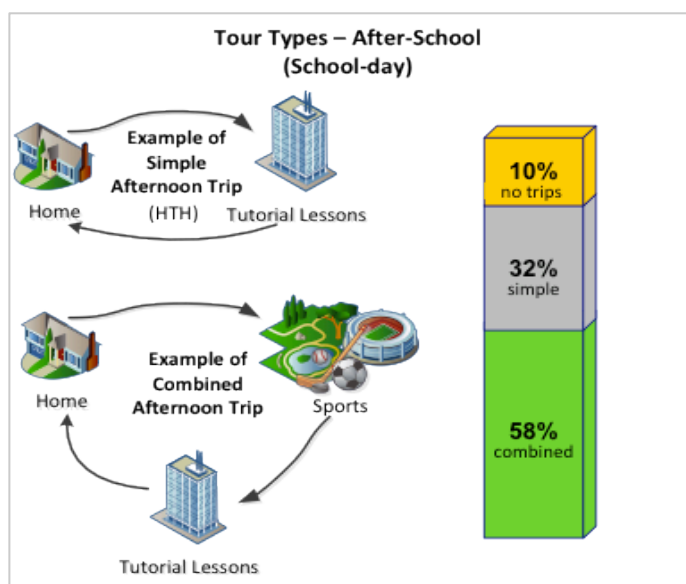 Tour Types – After-School
(School-day)
Example of
Simple
Afternoon Trip
(HTH)
Home
Tutorial Lessons
Example of
Combined
Afternoon Trip
Home
Sports
Tutorial Lessons
10%
no trips
32%
simple
58%
combined